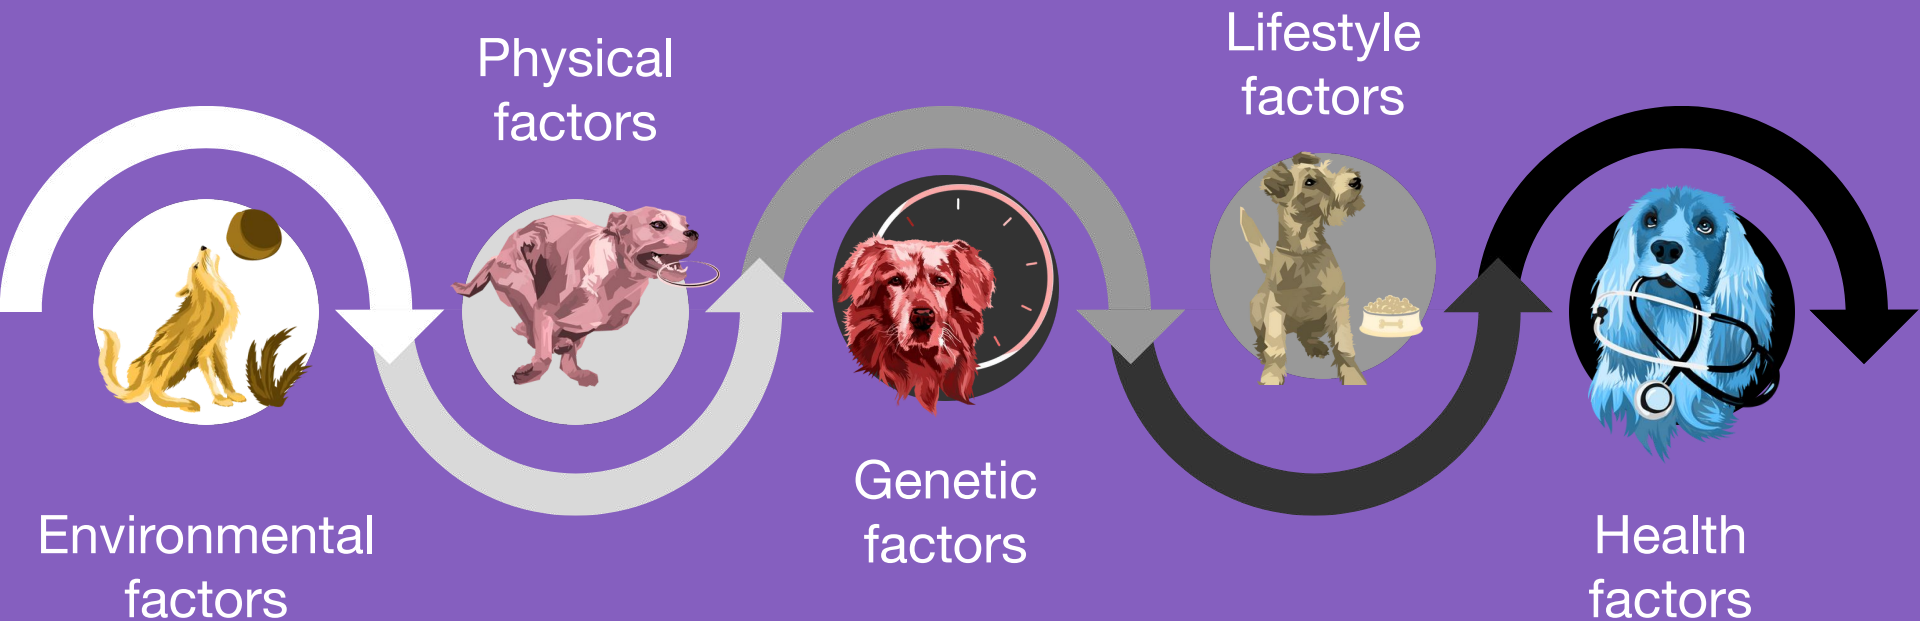 Environmental
factors
Physical
factors
Genetic
factors
Lifestyle
factors
Health
factors